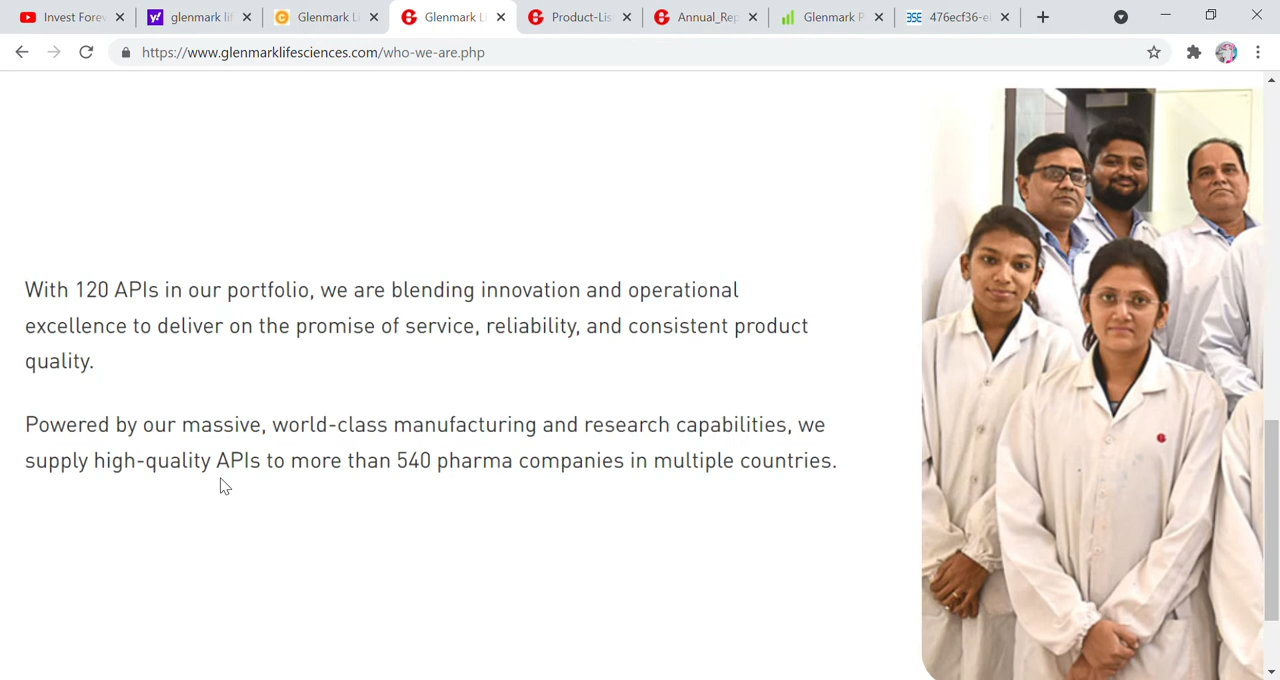 Invest Forev
glenmark lif
Glenmark Li
Glenmark Li
Product-Lis
Annual_Rep
Glenmark P
476ecf36-e
https://www.glenmarklifesciences.com/who-we-are.php
With 120 APIs in our portfolio, we are blending innovation and operational
excellence to deliver on the promise of service, reliability, and consistent product
quality.
Powered by our massive, world-class manufacturing and research capabilities, we
supply high-quality APIs to more than 540 pharma companies in multiple countries.